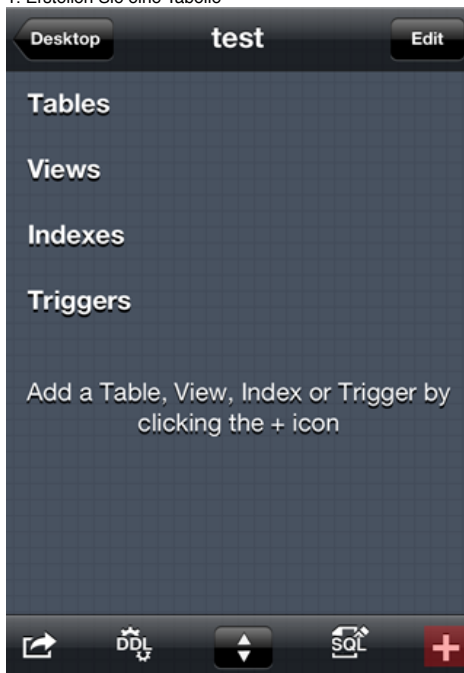 1. Erstellen Sie eine Tabelle
Desktop
test
Edit
Tables
Views
Indexes
Triggers
Add a Table, View, Index or Trigger by
clicking the + icon
DDL
SQL
+